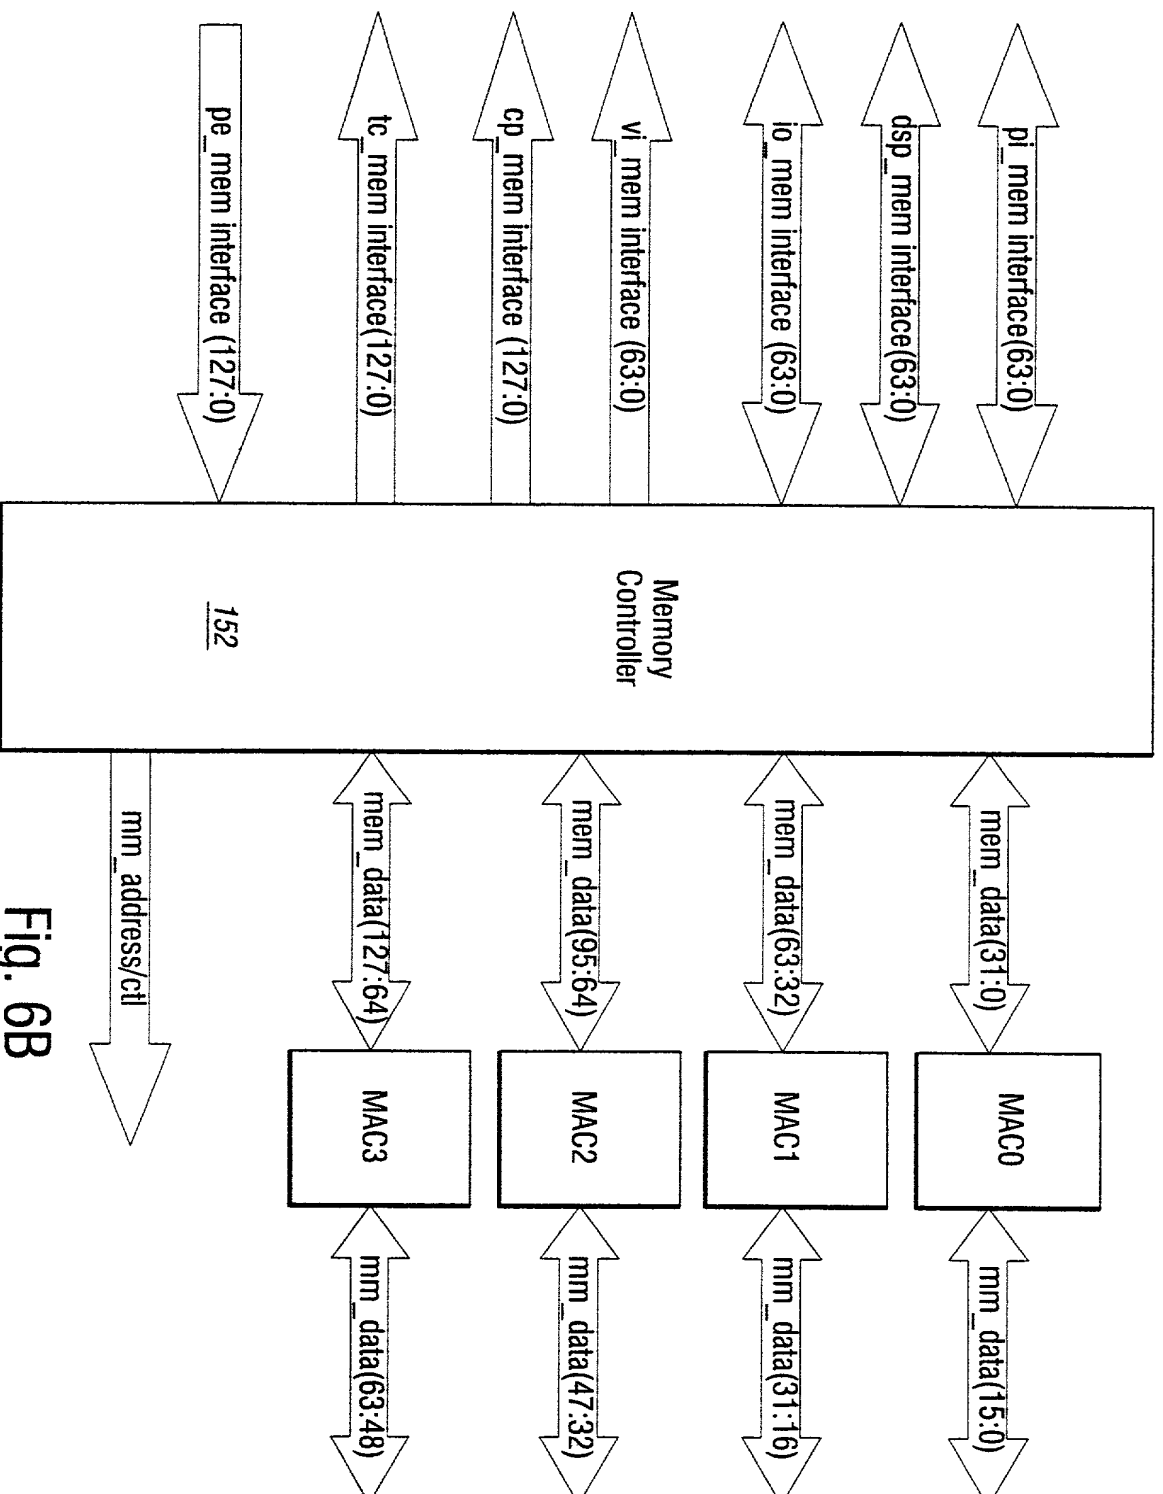 pi_mem interface(63:0)
dsp_mem interface(63:0)
io_mem interface (63:0)
vi_mem interface (63:0)
cp_mem interface (127:0)
tc_mem interface(127:0)
pe_mem interface (127:0)
Memory
Controller
152
mem_data(31:0)
mem_data(63:32)
mem_data(95:64)
mem_data(127:64)
mm_address/ctl
MAC0
MAC1
MAC2
MAC3
mm_data(15:0)
mm_data(31:16)
mm_data(47:32)
mm_data(63:48)
Fig. 6B